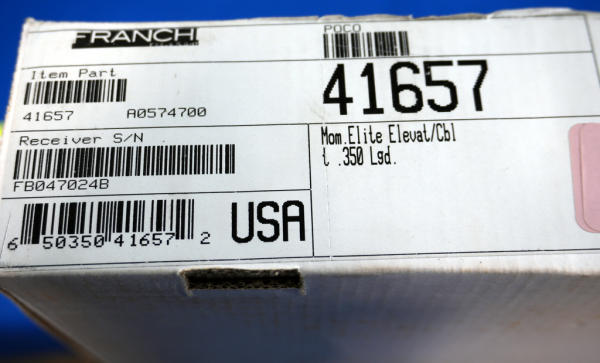 FRANCHI
POCO
Item Part
41657 A0574700
41657
Receiver S/N
FB047024B
Mom.Elite Elevat/Cbl
t .350 Lgd.
6 50350 41657 2
USA